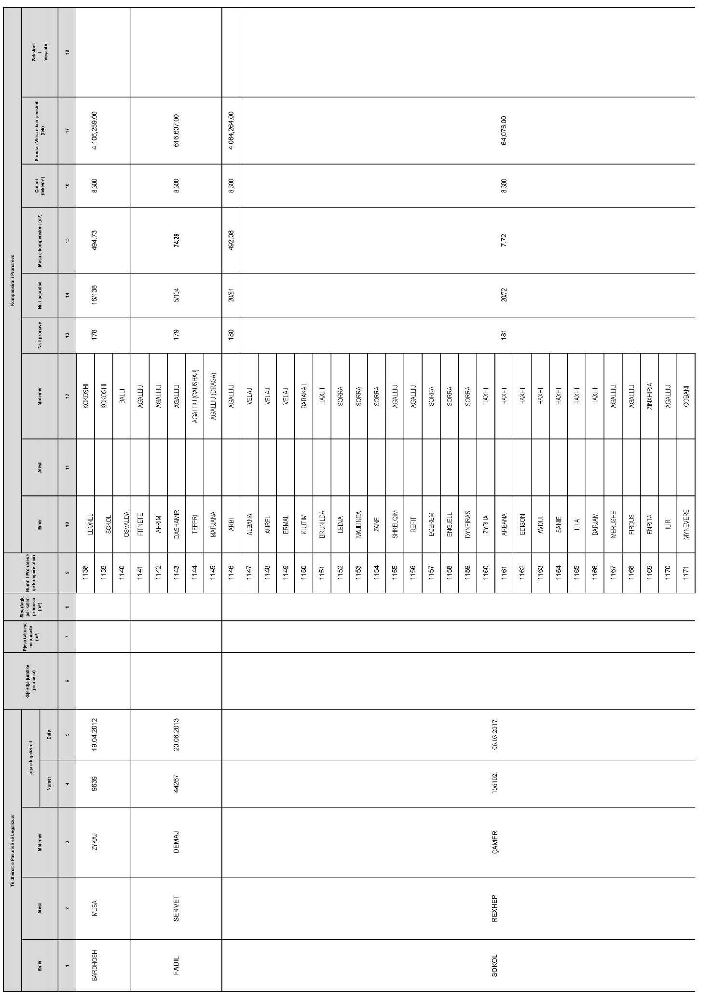 Të dhënat e Pasurisë së Legalizuar
Gjendja juridike (pronësia)
Pjesa takuese në parcelë (m²)
Sipërfaqja për kalim pronësie (m²)
Numri i Pronareve qe kompensohen
Kompensimi i Pronarëve
Emër Atësi Mbiemër Leja e legalizimit
Numer Date
Emër Atësi Mbiemër Nr. i pronave Nr. i pasurisë Masa e kompensimit (m²) Çmimi (leke/m²) Shuma - Vlera e kompensimit (lek) Seksioni i Veçantë
1 2 3 4 5 6 7 8 9 10 11 12 13 14 15 16 17 18
BARDHOSH MUSA ZYKAJ 9639 19.04.2012
1138 LEONEL KOKOSHI
1139 SOKOL KOKOSHI
1140 OSVALDA BALLI
178 16/138 494.73 8,300 4,106,259.00
FADIL SERVET DEMAJ 44267 20.06.2013
1141 FITNETE AGALLIU
1142 AFRIM AGALLIU
1143 DASHAMIR AGALLIU
1144 TEFERI AGALLIU (CAUSHAJ)
1145 MARJANA AGALLIU (DRASA)
179 5/104 74.29 8,300 616,607.00
SOKOL REXHEP ÇAMER 106102 06.03.2017
1146 ARBI AGALLIU 180 20/81 492.08 8,300 4,084,264.00
1147 ALBANA VELAJ
1148 AUREL VELAJ
1149 ERMAL VELAJ
1150 KUJTIM BARAKAJ
1151 BRUNILDA HAXHI
1152 LEDJA SORRA
1153 MAJLINDA SORRA
1154 ZANE SORRA
1155 SHKELQIM AGALLIU
1156 REFIT AGALLIU
1157 EQEREM SORRA
1158 ENGJELL SORRA
1159 DYNFIRAS SORRA
1160 ZYRHA HAXHI
1161 ARBANA HAXHI
1162 EDISON HAXHI
1163 AVDUL HAXHI
1164 SANIE HAXHI
1165 LILA HAXHI
1166 BARJAM HAXHI
1167 MERUSHE AGALLIU
1168 FIRDUS AGALLIU
1169 ENRITA ZINXHIRIA
1170 ILIR AGALLIU
1171 MYNEVERE COBANI
181 20/72 7.72 8,300 64,076.00